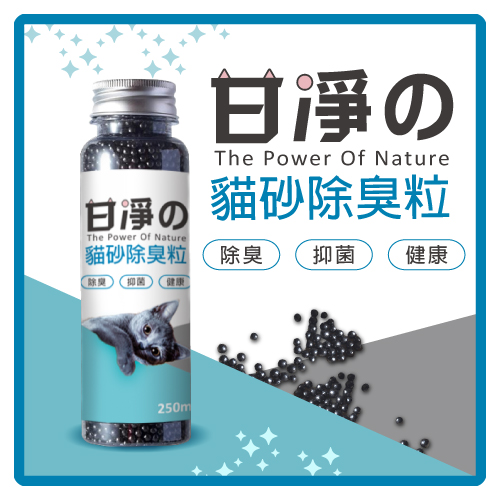 甘淨の
The Power Of Nature
貓砂除臭粒
除臭 抑菌 健康
甘淨の
The Power Of Nature
貓砂除臭粒
除臭 抑菌 健康
250m